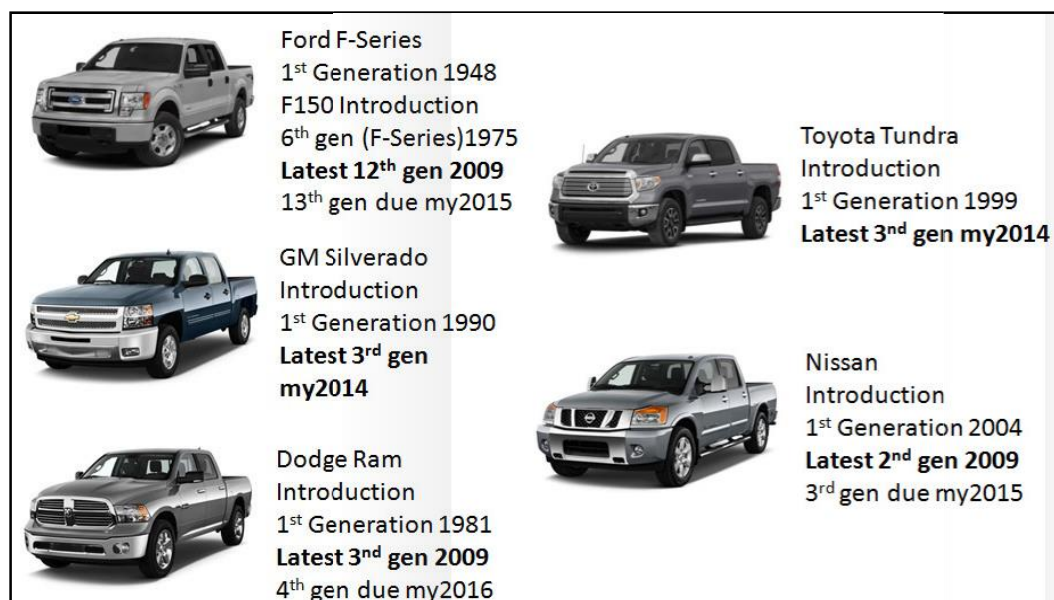 Ford F-Series
1st Generation 1948
F150 Introduction
6th gen (F-Series)1975
Latest 12th gen 2009
13th gen due my2015
GM Silverado
Introduction
1st Generation 1990
Latest 3rd gen
my2014
Dodge Ram
Introduction
1st Generation 1981
Latest 3nd gen 2009
4th gen due my2016
Toyota Tundra
Introduction
1st Generation 1999
Latest 3nd gen my2014
Nissan
Introduction
1st Generation 2004
Latest 2nd gen 2009
3rd gen due my2015